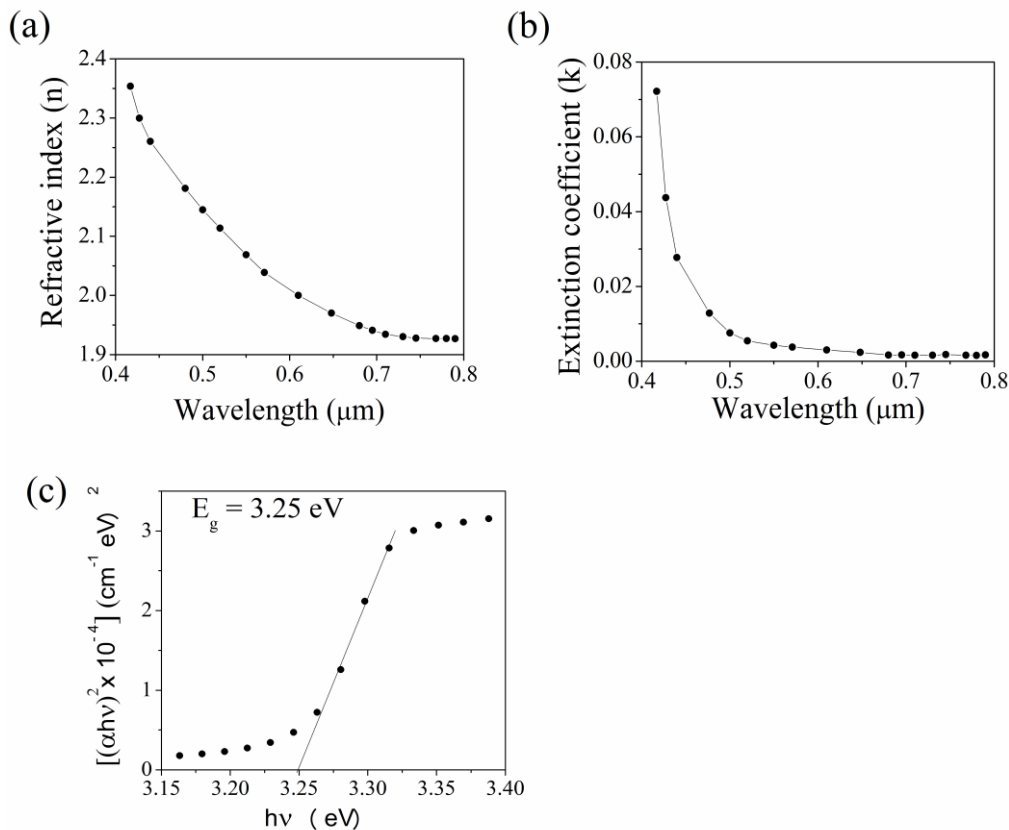 (a)
2.4
2.3
2.2
2.1
2.0
1.9
Refractive index (n)
0.4 0.5 0.6 0.7 0.8
Wavelength (μm)
(b)
0.08
0.06
0.04
0.02
0.00
Extinction coefficient (k)
0.4 0.5 0.6 0.7 0.8
Wavelength (μm)
(c)
E_g = 3.25 eV
3
2
1
0
[(αhν)² x 10⁻⁴] (cm⁻¹ eV)²
3.15 3.20 3.25 3.30 3.35 3.40
hν ( eV)